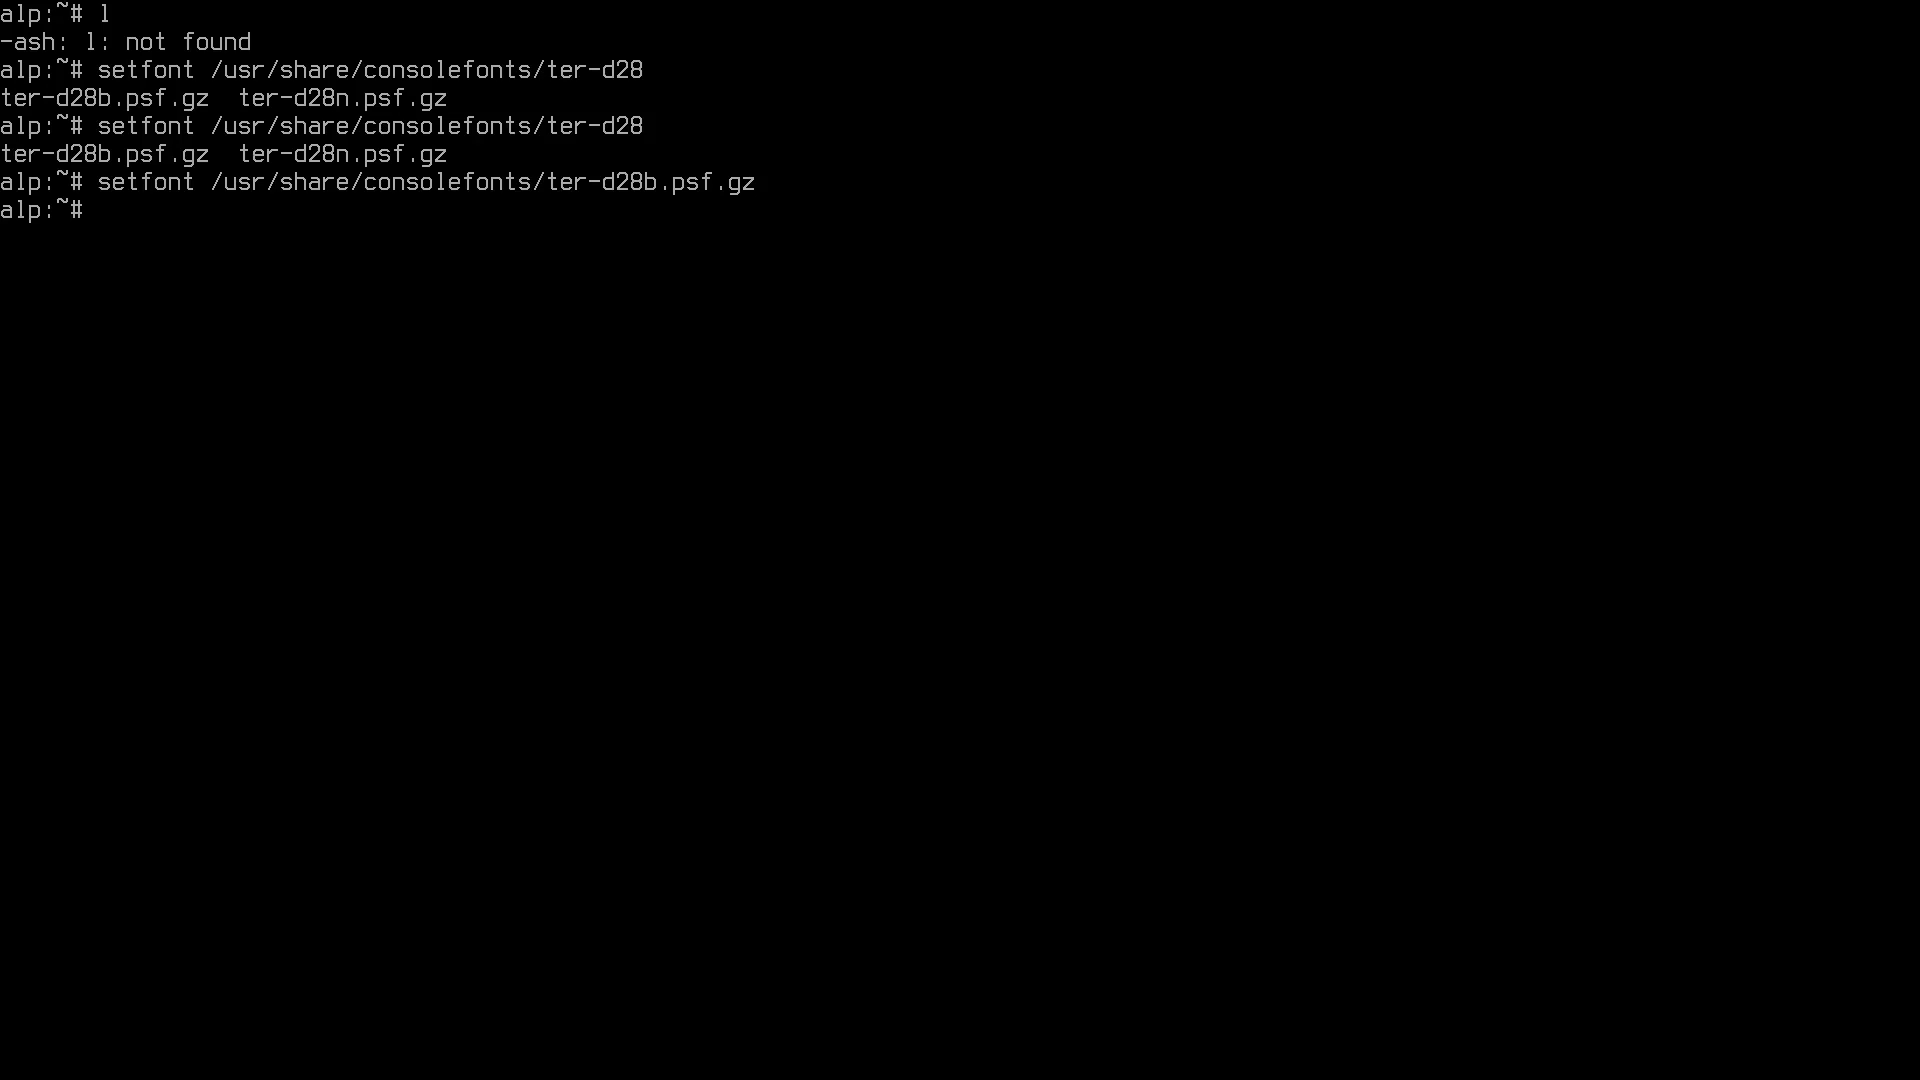 alp:~# l
-ash: l: not found
alp:~# setfont /usr/share/consolefonts/ter-d28
ter-d28b.psf.gz  ter-d28n.psf.gz
alp:~# setfont /usr/share/consolefonts/ter-d28
ter-d28b.psf.gz  ter-d28n.psf.gz
alp:~# setfont /usr/share/consolefonts/ter-d28b.psf.gz
alp:~#